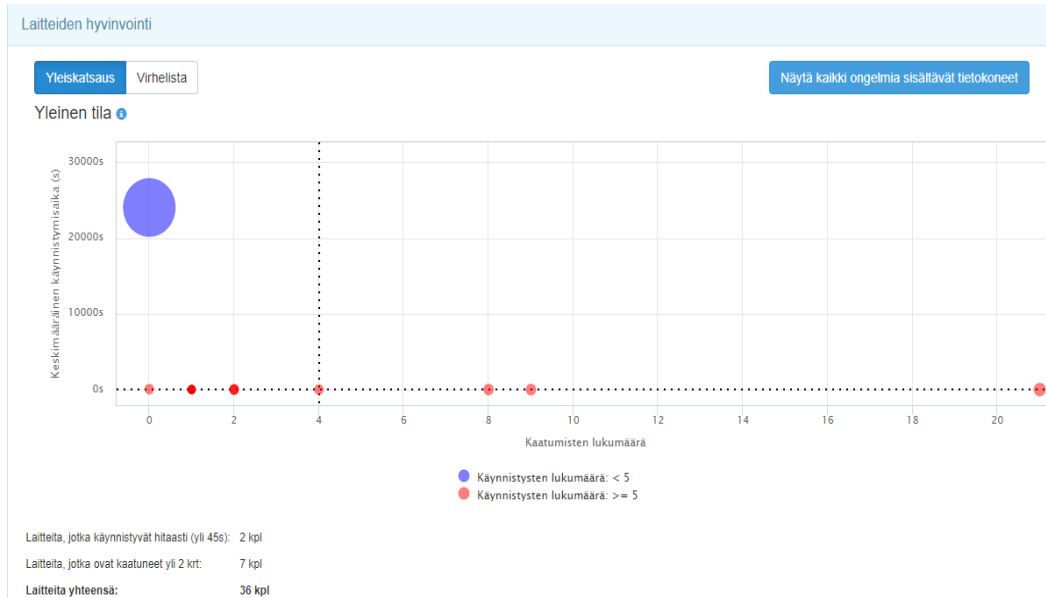 Laitteiden hyvinvointi
Yleiskatsaus Virhelista Näytä kaikki ongelmia sisältävät tietokoneet
Yleinen tila
Keskimääräinen käynnistymisaika (s)
30000s
20000s
10000s
0s
0 2 4 6 8 10 12 14 16 18 20
Kaatumisten lukumäärä
Käynnistysten lukumäärä: < 5
Käynnistysten lukumäärä: >= 5
Laitteita, jotka käynnistyvät hitaasti (yli 45s): 2 kpl
Laitteita, jotka ovat kaatuneet yli 2 krt: 7 kpl
Laitteita yhteensä: 36 kpl